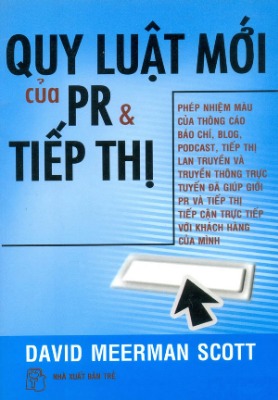 QUY LUẬT MỚI
của PR &
TIẾP THỊ
PHÉP NHIỆM MÀU
CỦA THÔNG CÁO
BÁO CHÍ, BLOG,
PODCAST, TIẾP THỊ
LAN TRUYỀN VÀ
TRUYỀN THÔNG TRỰC
TUYẾN ĐÃ GIÚP GIỚI
PR VÀ TIẾP THỊ
TIẾP CẬN TRỰC TIẾP
VỚI KHÁCH HÀNG
CỦA MÌNH
DAVID MEERMAN SCOTT
NHÀ XUẤT BẢN TRẺ